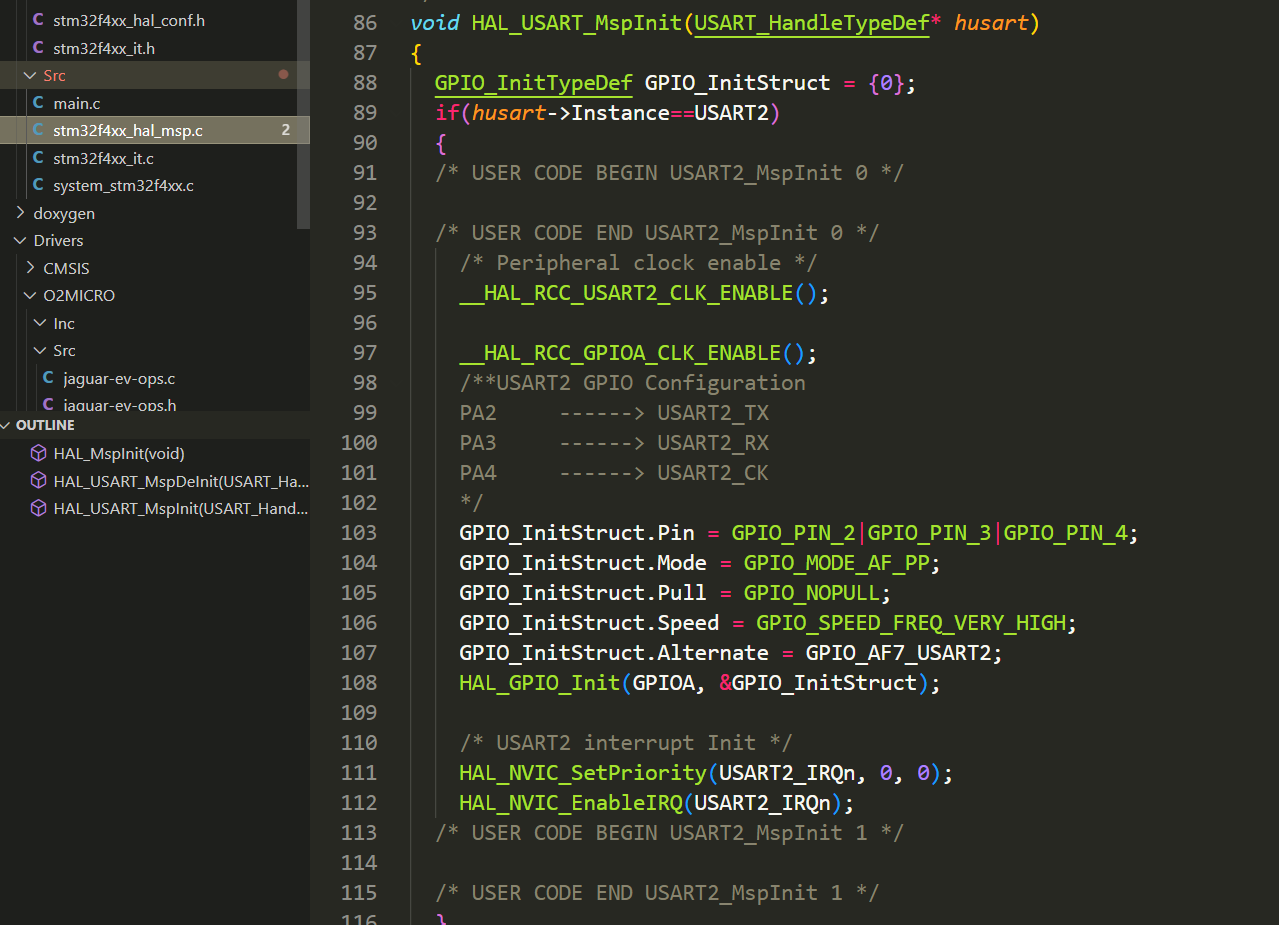 stm32f4xx_hal_conf.h
stm32f4xx_it.h
Src
main.c
stm32f4xx_hal_msp.c 2
stm32f4xx_it.c
system_stm32f4xx.c
doxygen
Drivers
CMSIS
O2MICRO
Inc
Src
jaguar-ev-ops.c
jaguar-ev-ops.h
OUTLINE
HAL_MspInit(void)
HAL_USART_MspDeInit(USART_Ha...
HAL_USART_MspInit(USART_Hand...
86 void HAL_USART_MspInit(USART_HandleTypeDef* husart)
87 {
88 GPIO_InitTypeDef GPIO_InitStruct = {0};
89 if(husart->Instance==USART2)
90 {
91 /* USER CODE BEGIN USART2_MspInit 0 */
92
93 /* USER CODE END USART2_MspInit 0 */
94 /* Peripheral clock enable */
95 __HAL_RCC_USART2_CLK_ENABLE();
96
97 __HAL_RCC_GPIOA_CLK_ENABLE();
98 /**USART2 GPIO Configuration
99 PA2 ------> USART2_TX
100 PA3 ------> USART2_RX
101 PA4 ------> USART2_CK
102 */
103 GPIO_InitStruct.Pin = GPIO_PIN_2|GPIO_PIN_3|GPIO_PIN_4;
104 GPIO_InitStruct.Mode = GPIO_MODE_AF_PP;
105 GPIO_InitStruct.Pull = GPIO_NOPULL;
106 GPIO_InitStruct.Speed = GPIO_SPEED_FREQ_VERY_HIGH;
107 GPIO_InitStruct.Alternate = GPIO_AF7_USART2;
108 HAL_GPIO_Init(GPIOA, &GPIO_InitStruct);
109
110 /* USART2 interrupt Init */
111 HAL_NVIC_SetPriority(USART2_IRQn, 0, 0);
112 HAL_NVIC_EnableIRQ(USART2_IRQn);
113 /* USER CODE BEGIN USART2_MspInit 1 */
114
115 /* USER CODE END USART2_MspInit 1 */
116 }